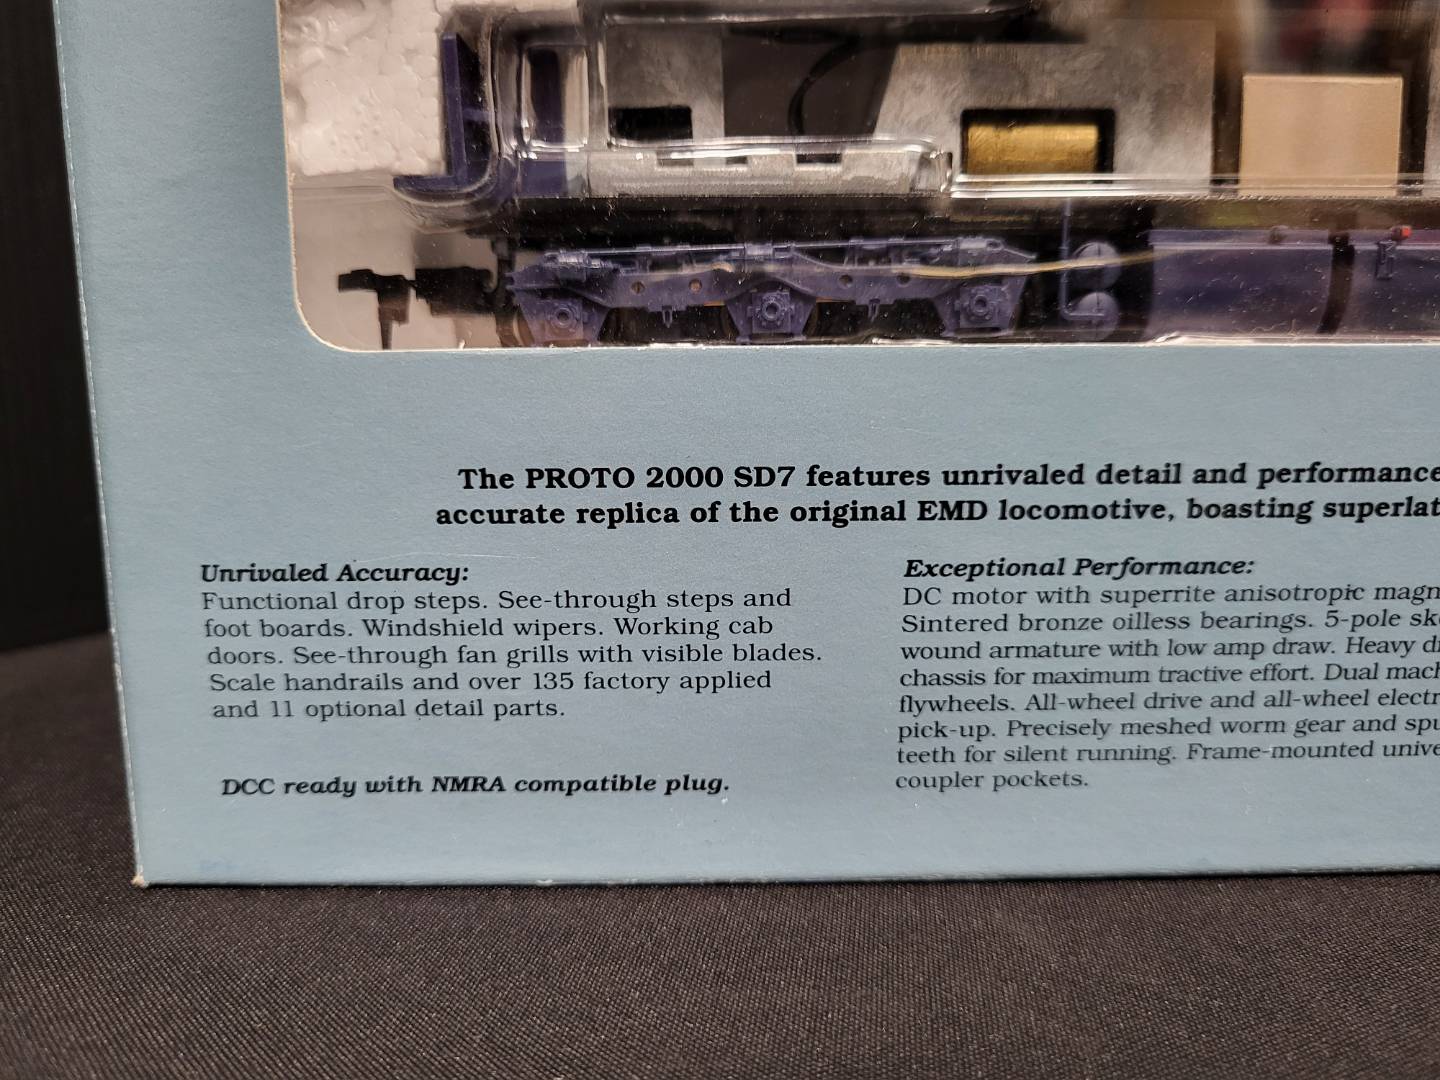 The PROTO 2000 SD7 features unrivaled detail and performance
accurate replica of the original EMD locomotive, boasting
Unrivaled Accuracy:
Functional drop steps. See-through steps and
foot boards. Windshield wipers. Working cab
doors. See-through fan grills with visible blades.
Scale handrails and over 135 factory applied
and 11 optional detail parts.
DCC ready with NMRA compatible plug.
Exceptional Performance:
DC motor with superrite anisotropic
Sintered bronze oilless bearings. 5-pole
wound armature with low amp draw. Heavy
chassis for maximum tractive effort. Dual
flywheels. All-wheel drive and all-wheel
pick-up. Precisely meshed worm gear and
teeth for silent running. Frame-mounted
coupler pockets.